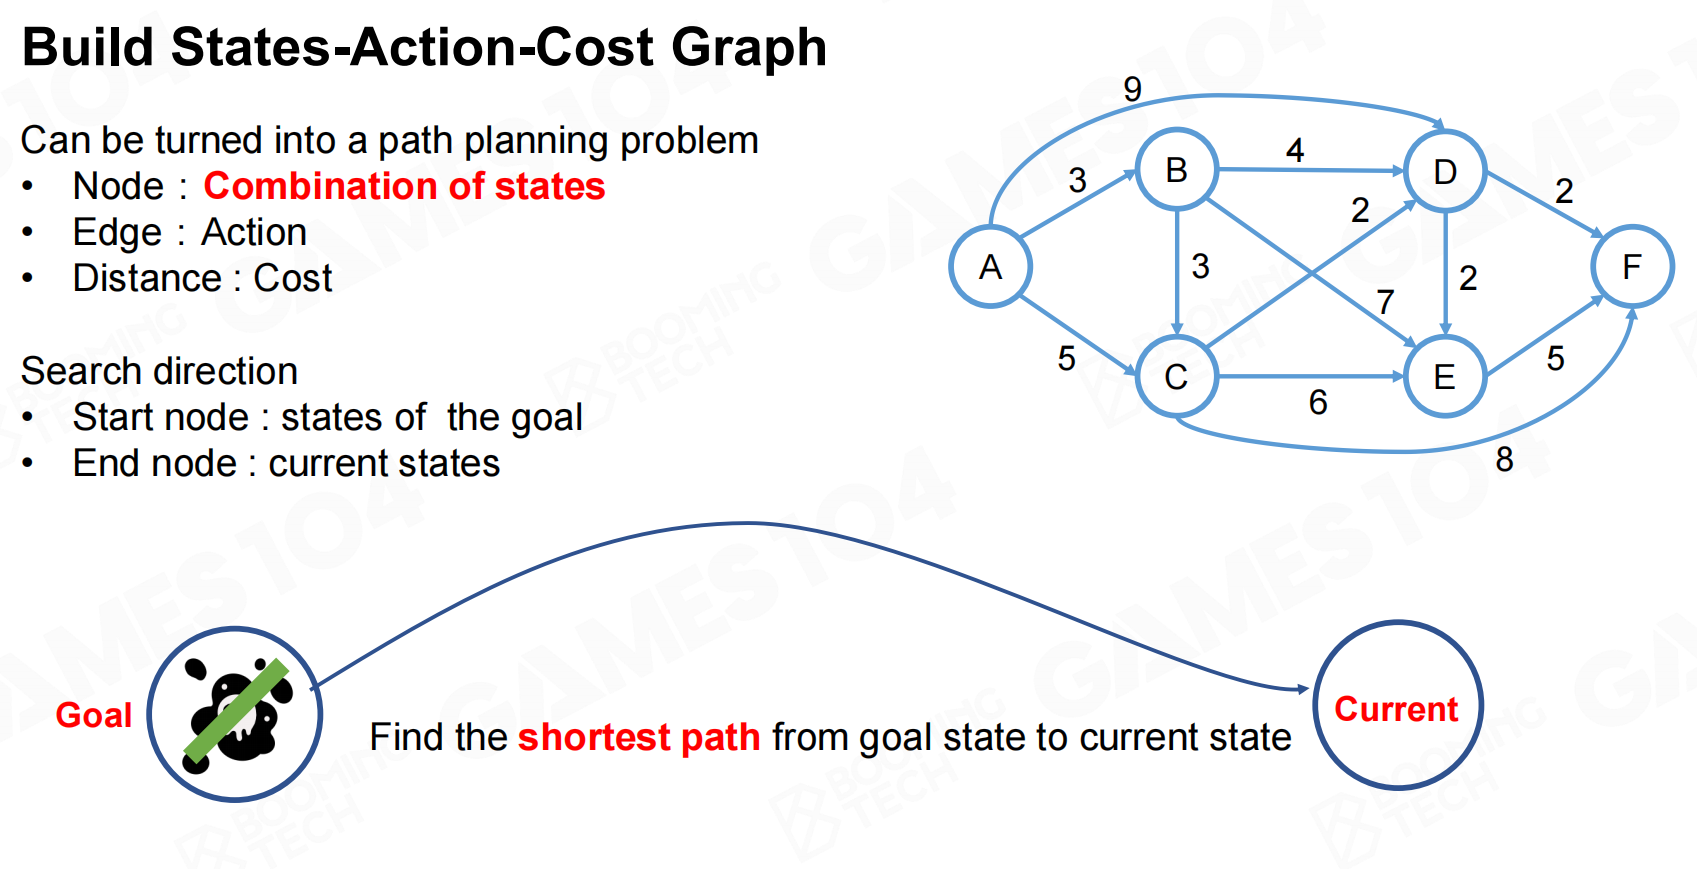 Build States-Action-Cost Graph
Can be turned into a path planning problem
• Node : Combination of states
• Edge : Action
• Distance : Cost
Search direction
• Start node : states of the goal
• End node : current states
9
B
4
D
3
2
2
A
3
2
F
7
5
C
6
E
5
8
Goal
Find the shortest path from goal state to current state
Current
GAMES104
BOOMING
TECH